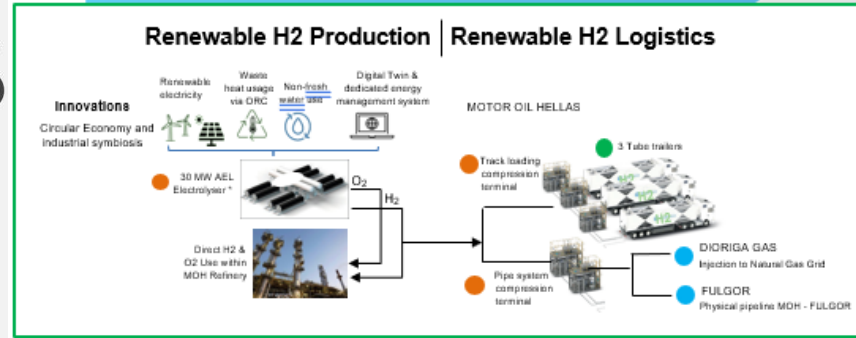 Renewable H2 Production | Renewable H2 Logistics
Innovations
Circular Economy and
industrial symbiosis
Renewable
electricity
Waste
heat usage
via ORC
Non-fresh
water use
Digital Twin &
dedicated energy
management system
30 MW AEL
Electrolyser *
O2
H2
Direct H2 &
O2 Use within
MOH Refinery
MOTOR OIL HELLAS
Track loading
compression
terminal
3 Tube trailers
Pipe system
compression
terminal
DIORIGA GAS
Injection to Natural Gas Grid
FULGOR
Physical pipeline MOH - FULGOR